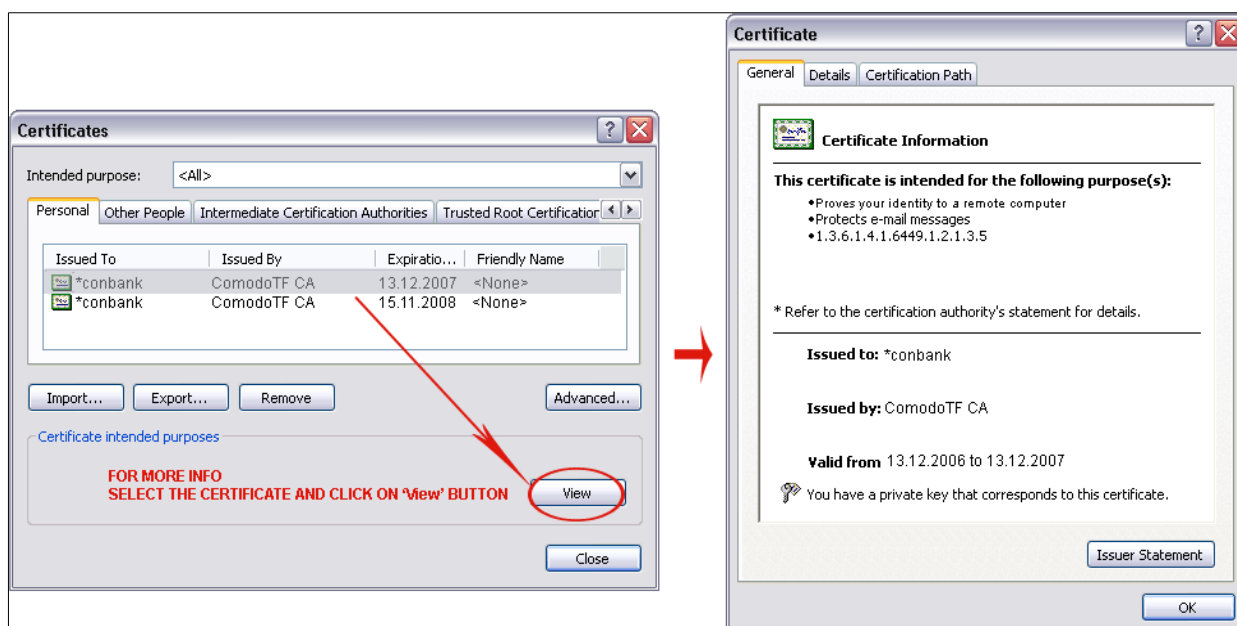 Certificates
Intended purpose: <All>
Personal Other People Intermediate Certification Authorities Trusted Root Certification
Issued To Issued By Expiratio... Friendly Name
*conbank ComodoTF CA 13.12.2007 <None>
*conbank ComodoTF CA 15.11.2008 <None>
Import... Export... Remove Advanced...
Certificate intended purposes
FOR MORE INFO
SELECT THE CERTIFICATE AND CLICK ON 'View' BUTTON View
Close
Certificate
General Details Certification Path
Certificate Information
This certificate is intended for the following purpose(s):
•Proves your identity to a remote computer
•Protects e-mail messages
•1.3.6.1.4.1.6449.1.2.1.3.5
* Refer to the certification authority's statement for details.
Issued to: *conbank
Issued by: ComodoTF CA
Valid from 13.12.2006 to 13.12.2007
You have a private key that corresponds to this certificate.
Issuer Statement
OK